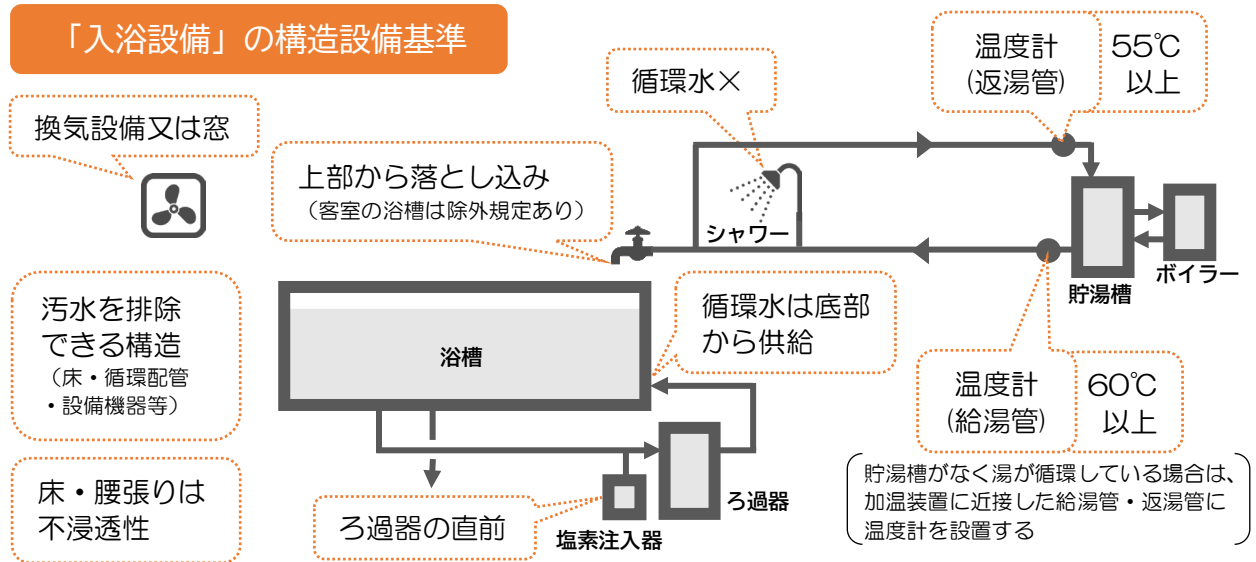 「入浴設備」の構造設備基準
換気設備又は窓
汚水を排除
できる構造
（床・循環配管
・設備機器等）
床・腰張りは
不浸透性
上部から落とし込み
（客室の浴槽は除外規定あり）
循環水×
シャワー
温度計
(返湯管)
55℃
以上
貯湯槽
ボイラー
浴槽
循環水は底部
から供給
温度計
(給湯管)
60℃
以上
ろ過器の直前
塩素注入器
ろ過器
貯湯槽がなく湯が循環している場合は、
加温装置に近接した給湯管・返湯管に
温度計を設置する